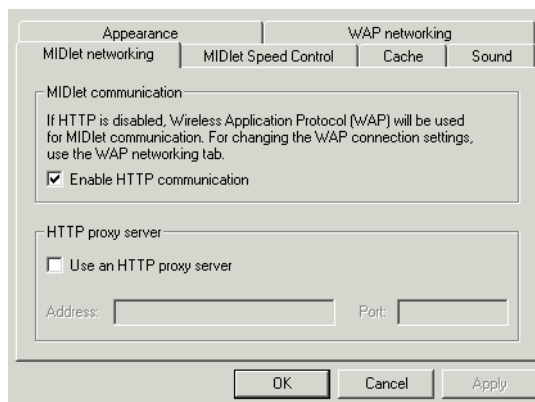 Appearance
WAP networking
MIDlet networking
MIDlet Speed Control
Cache
Sound
MIDlet communication
If HTTP is disabled, Wireless Application Protocol (WAP) will be used
for MIDlet communication. For changing the WAP connection settings,
use the WAP networking tab.
Enable HTTP communication
HTTP proxy server
Use an HTTP proxy server
Address:
Port:
OK
Cancel
Apply